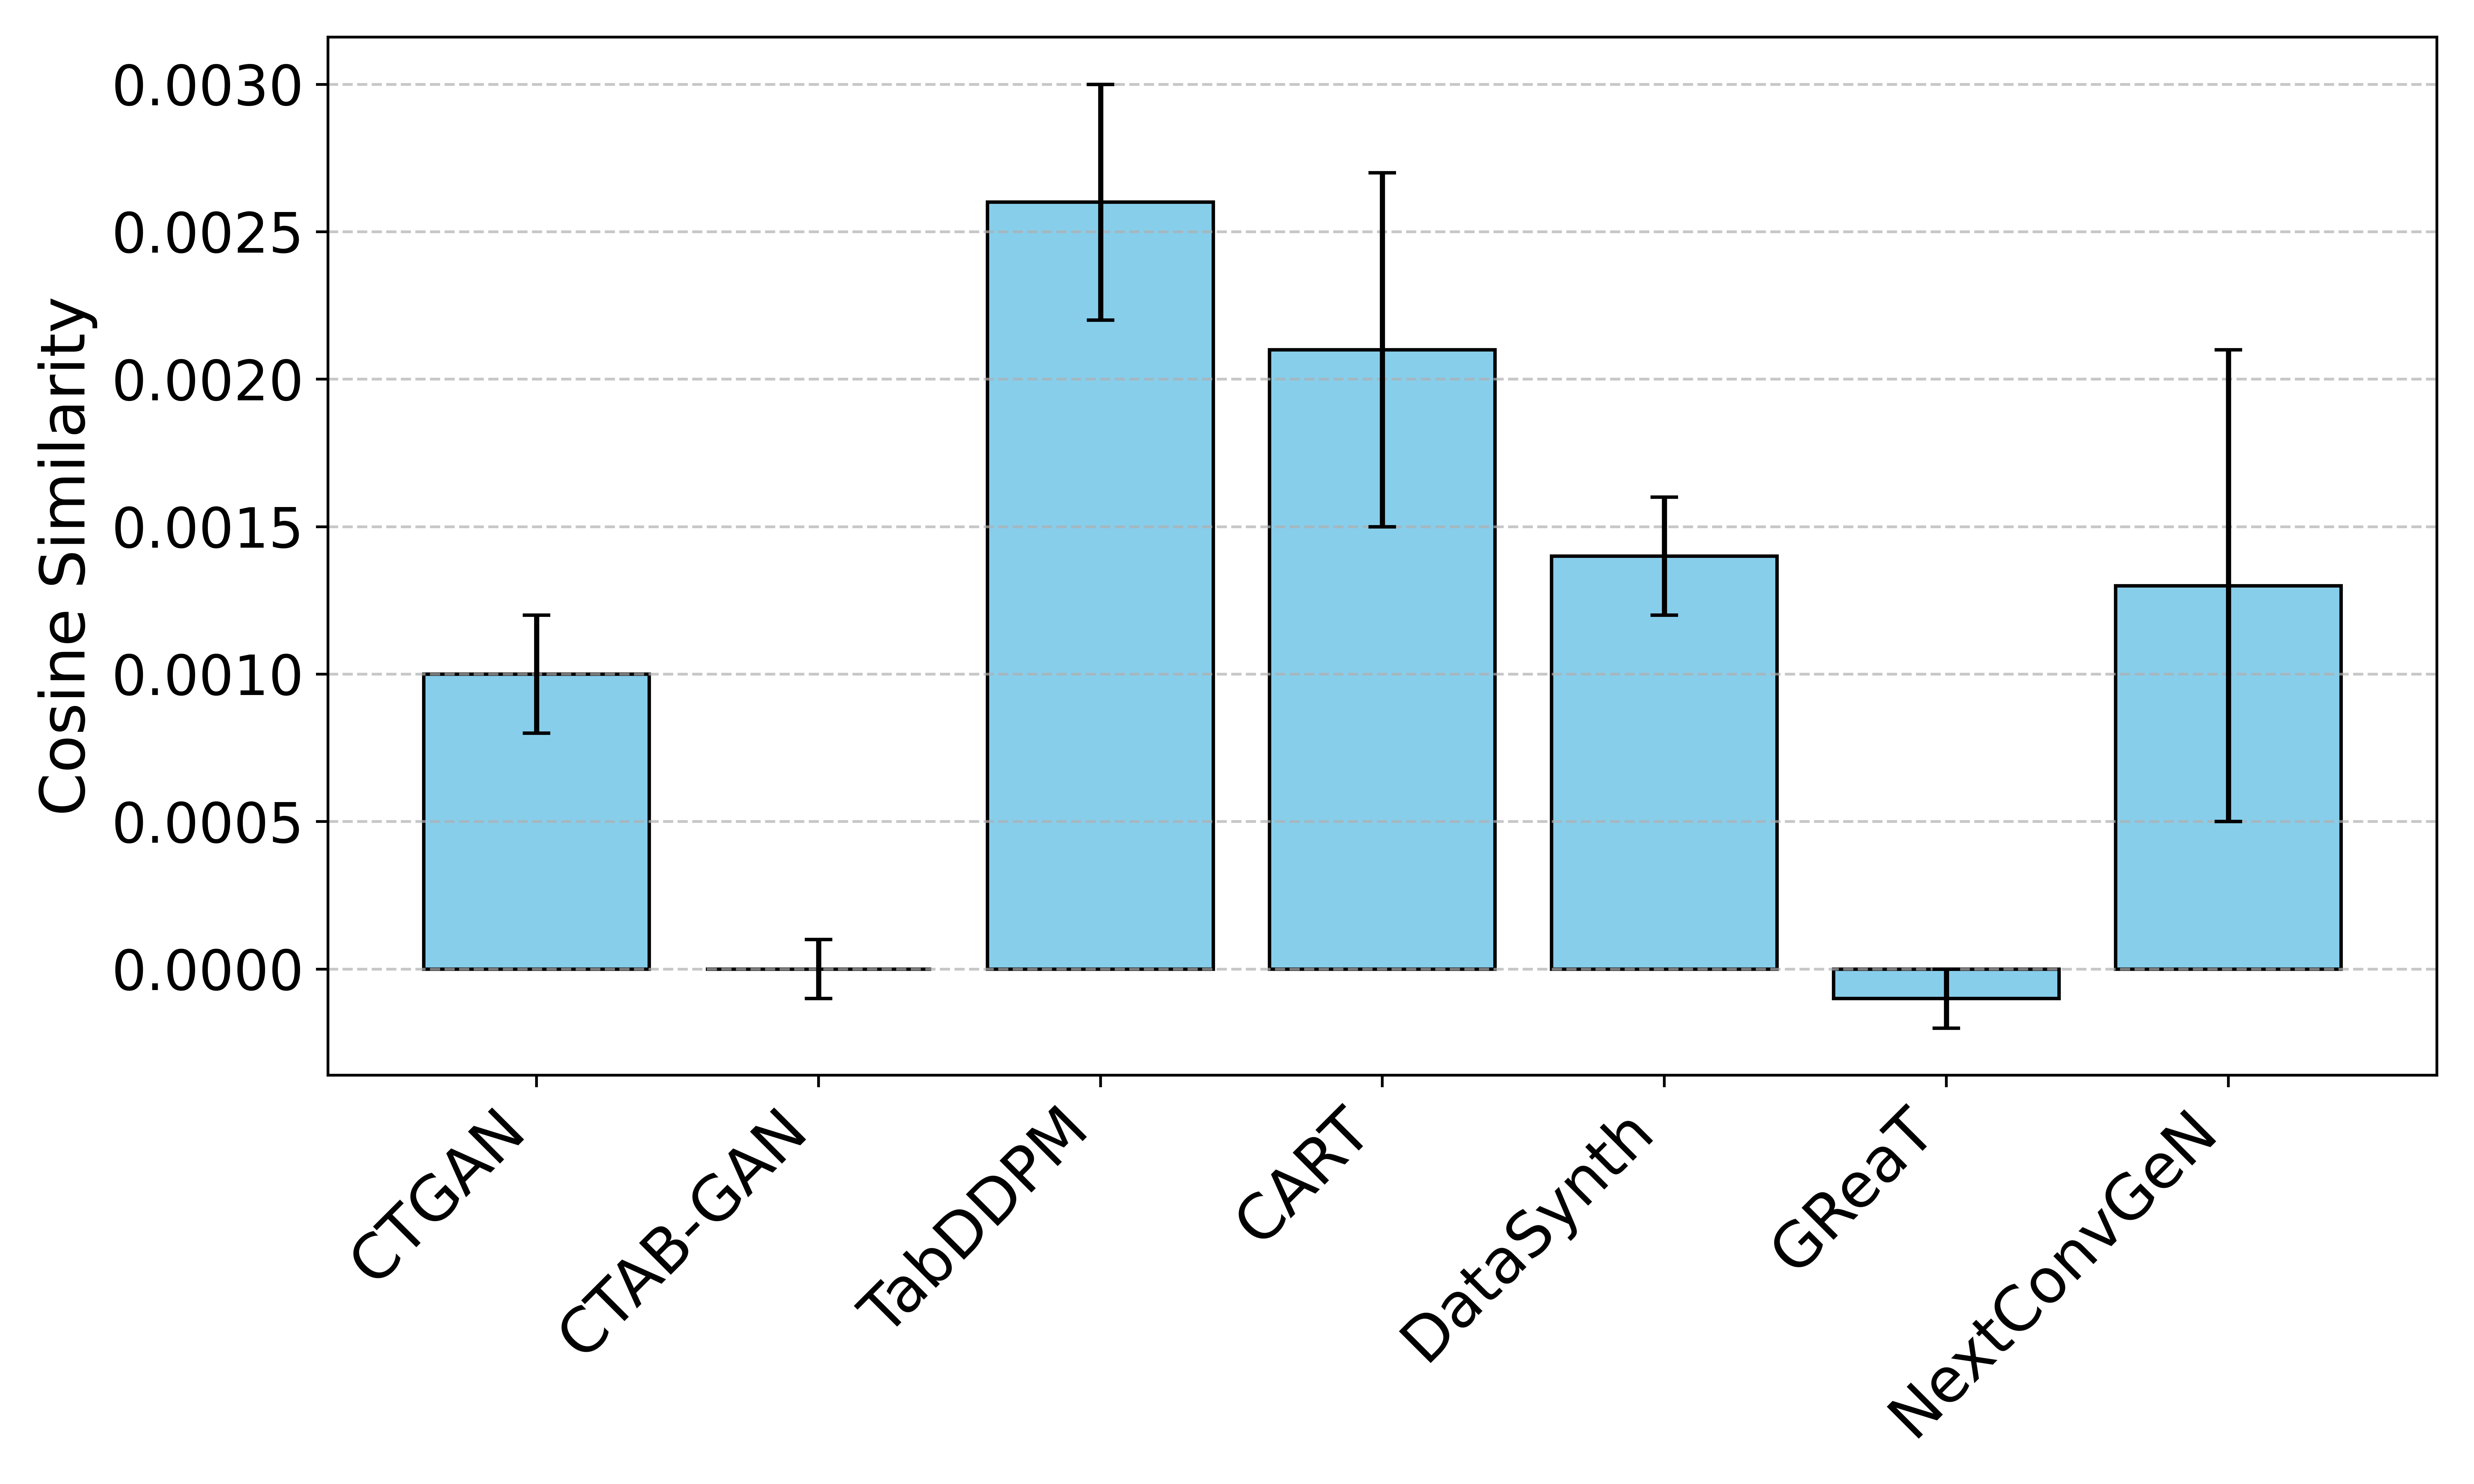 Cosine Similarity
0.0030
0.0025
0.0020
0.0015
0.0010
0.0005
0.0000
CTGAN
CTAB-GAN
TabDDPM
CART
DataSynth
GReaT
NextConvGeN